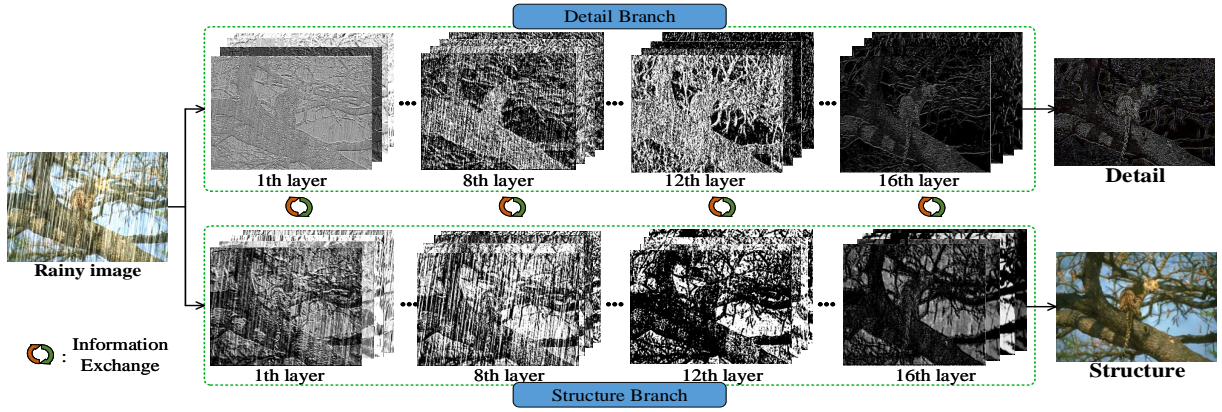 Detail Branch
1th layer
8th layer
12th layer
16th layer
Detail
Rainy image
Information
Exchange
:
1th layer
8th layer
12th layer
16th layer
Structure
Structure Branch